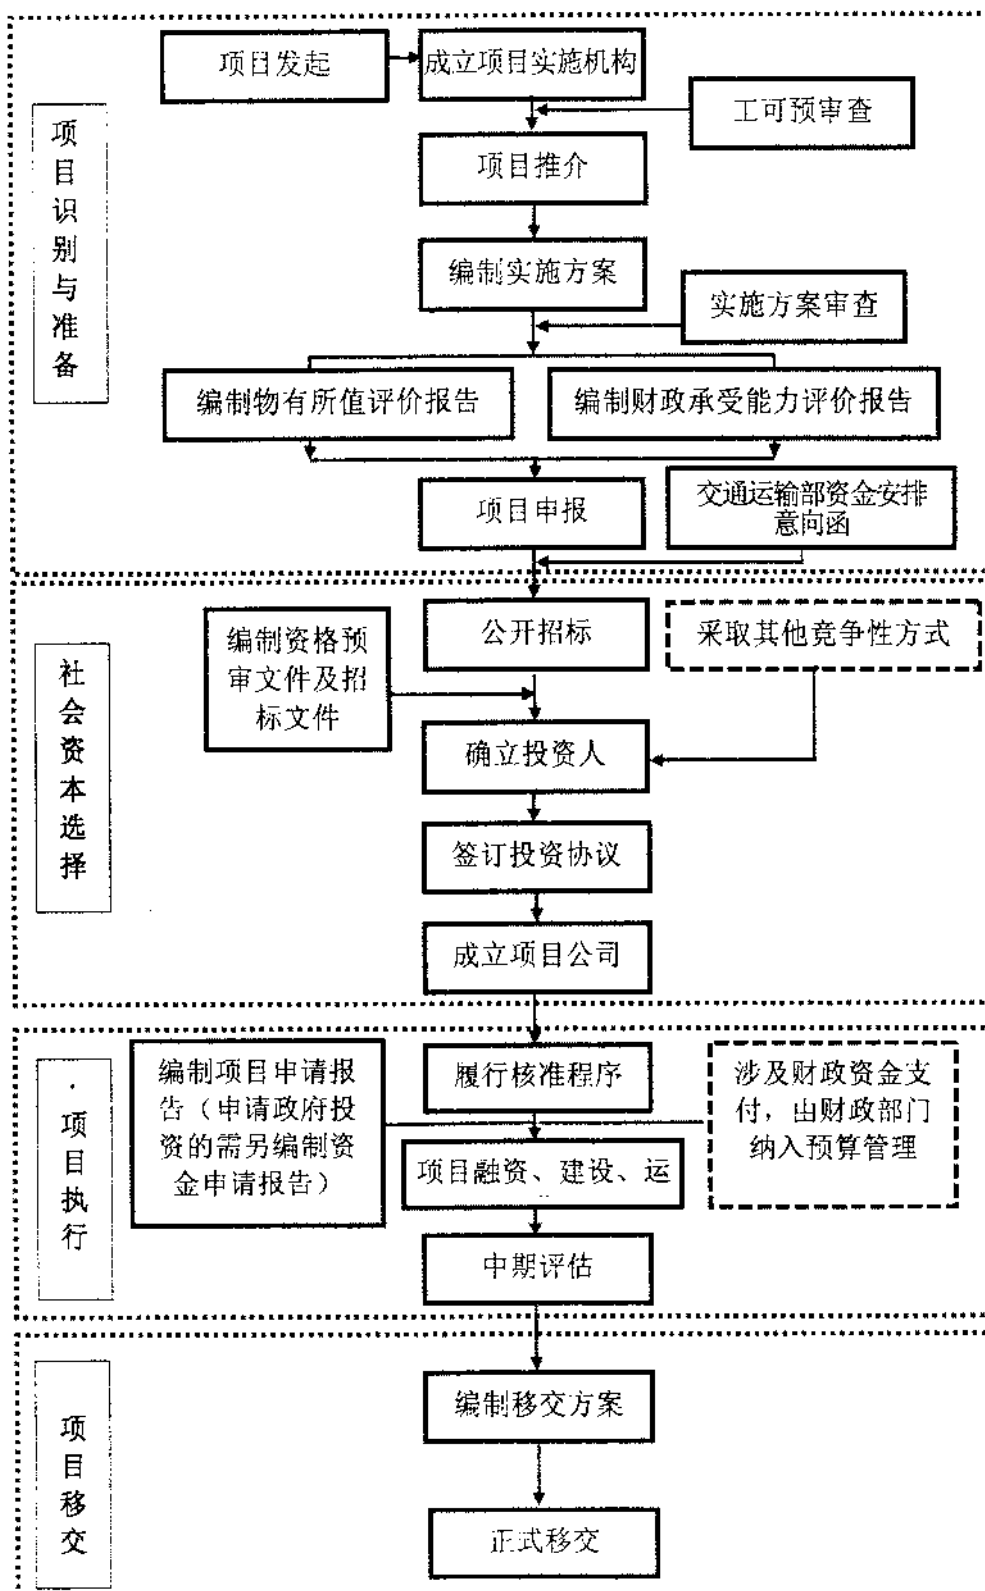 项目识别与准备
项目发起
成立项目实施机构
工可预审查
项目推介
编制实施方案
实施方案审查
编制物有所值评价报告
编制财政承受能力评价报告
项目申报
交通运输部资金安排
意向函
社会资本选择
公开招标
采取其他竞争性方式
编制资格预
审文件及招
标文件
确立投资人
签订投资协议
成立项目公司
项目执行
编制项目申请报
告（申请政府投
资的需另编制资
金申请报告）
履行核准程序
涉及财政资金支
付，由财政部门
纳入预算管理
项目融资、建设、运
中期评估
项目移交
编制移交方案
正式移交